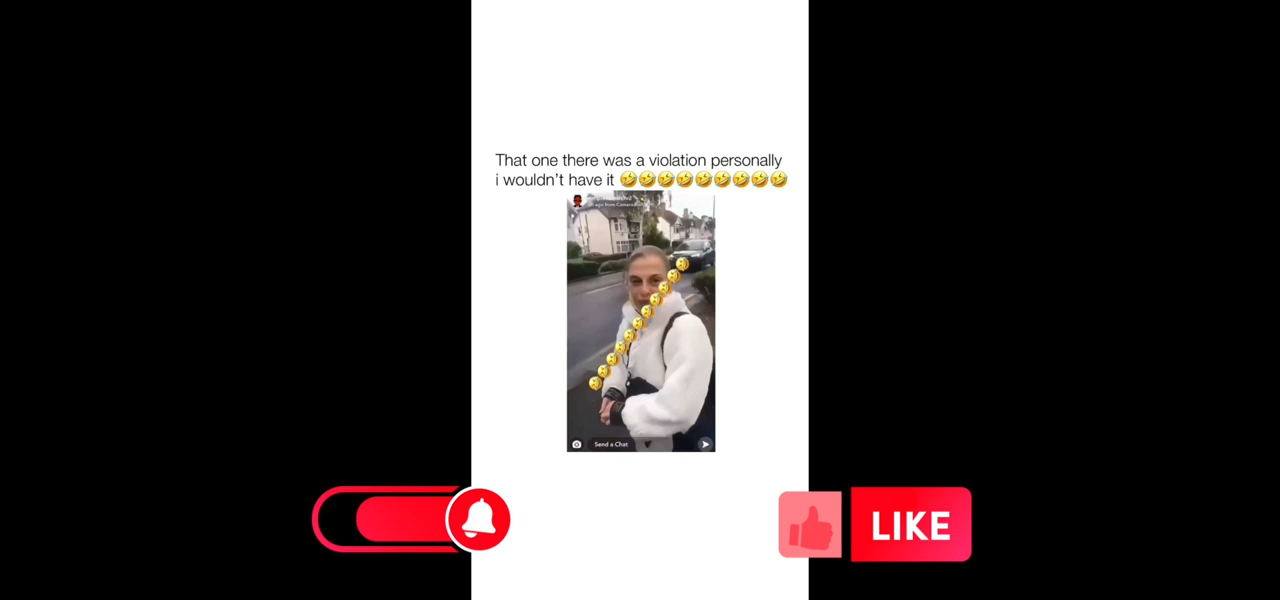 That one there was a violation personally
i wouldn't have it 🤣🤣🤣🤣🤣🤣🤣🤣🤣
Send a Chat
LIKE